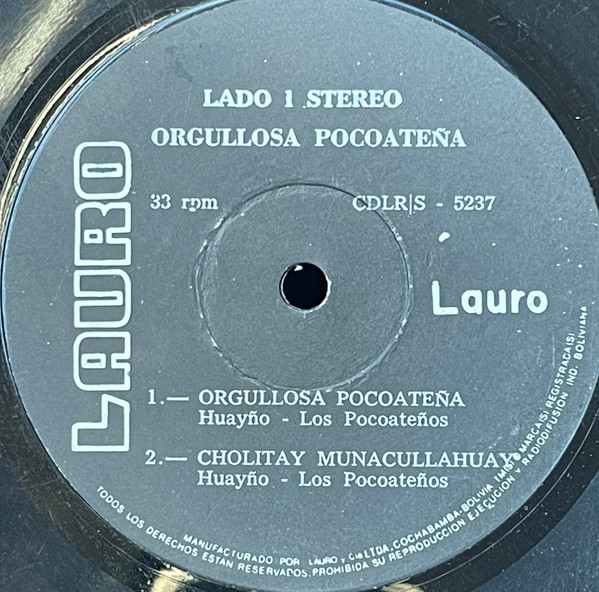 LADO 1 STEREO
ORGULLOSA POCOATEÑA
33 rpm
CDLR|S - 5237
LAURO
Lauro
1.— ORGULLOSA POCOATEÑA
Huayño - Los Pocoateños
2.— CHOLITAY MUNACULLAHUAY
Huayño - Los Pocoateños
MANUFACTURADO POR LAURO y Cia LTDA. COCHABAMBA-BOLIVIA MARCA(S) REGISTRADA(S)
TODOS LOS DERECHOS ESTAN RESERVADOS. PROHIBIDA SU REPRODUCCION EJECUCION Y RADIODIFUSION IND. BOLIVIANA